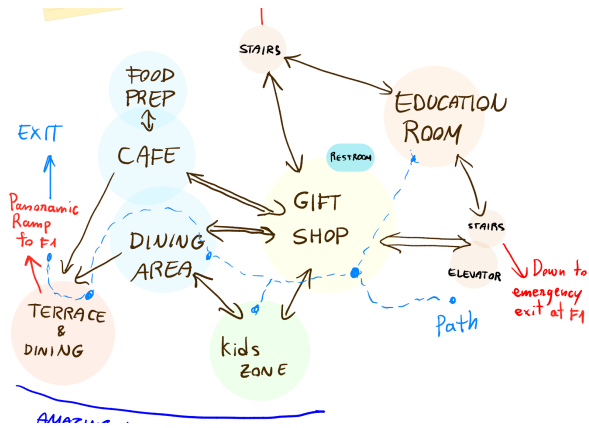 STAIRS
FOOD
PREP
EDUCATION
ROOM
EXIT
CAFE
RESTROOM
Panoramic
Ramp
to F1
GIFT
SHOP
STAIRS
DINING
AREA
ELEVATOR
Down to
emergency
exit at F1
TERRACE
&
DINING
Path
Kids
ZONE